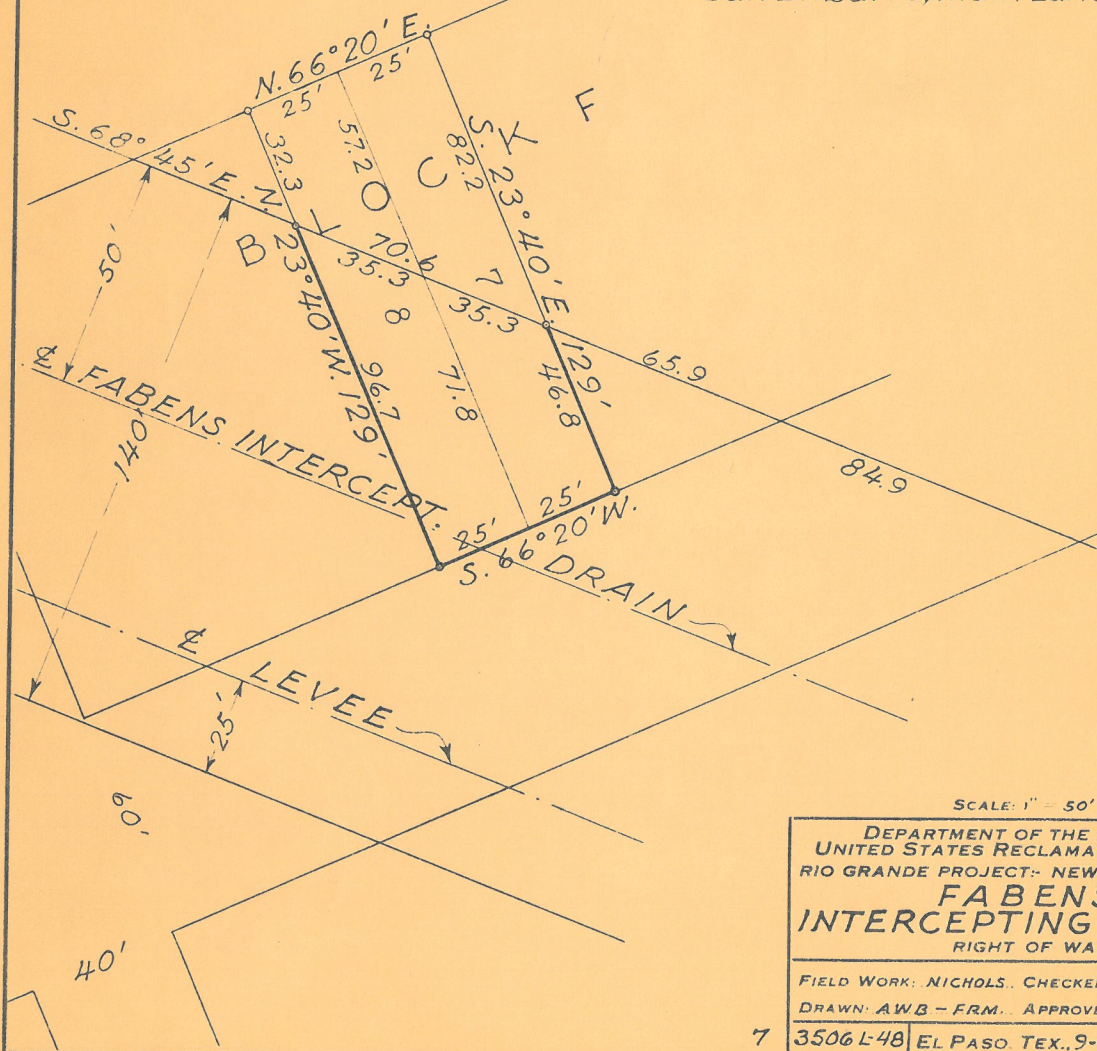 N. 66° 20' E.
25'
25'
F
S. 68° 45' E.
32.3
57.2
82.2
S. 23° 40' E. 129'
B
L
O
C
K
N. 23° 40' W. 129'
70.6
35.3
35.3
8
7
50'
140'
96.7
71.8
46.8
65.9
84.9
℄ FABENS INTERCEPT. DRAIN
25'
25'
S. 66° 20' W.
℄ LEVEE
25'
60'
40'
SCALE: 1" = 50'
DEPARTMENT OF THE
UNITED STATES RECLAMA
RIO GRANDE PROJECT:- NEW
FABENS
INTERCEPTING
RIGHT OF WA
FIELD WORK: NICHOLS. CHECKE
DRAWN: AWB - FRM. APPROV
7
3506 L-48 EL PASO. TEX., 9-